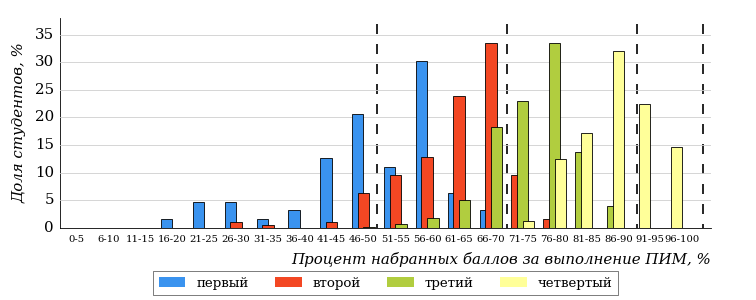 Доля студентов, %
35
30
25
20
15
10
5
0
0-5 6-10 11-15 16-20 21-25 26-30 31-35 36-40 41-45 46-50 51-55 56-60 61-65 66-70 71-75 76-80 81-85 86-90 91-95 96-100
Процент набранных баллов за выполнение ПИМ, %
первый второй третий четвертый